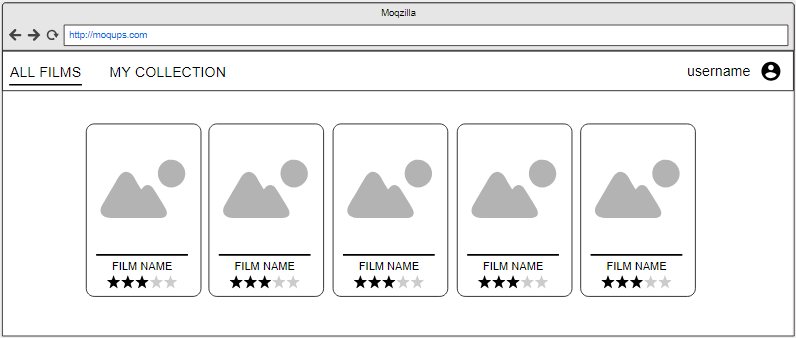 Moqzilla
http://moqups.com
ALL FILMS MY COLLECTION username
FILM NAME FILM NAME FILM NAME FILM NAME FILM NAME